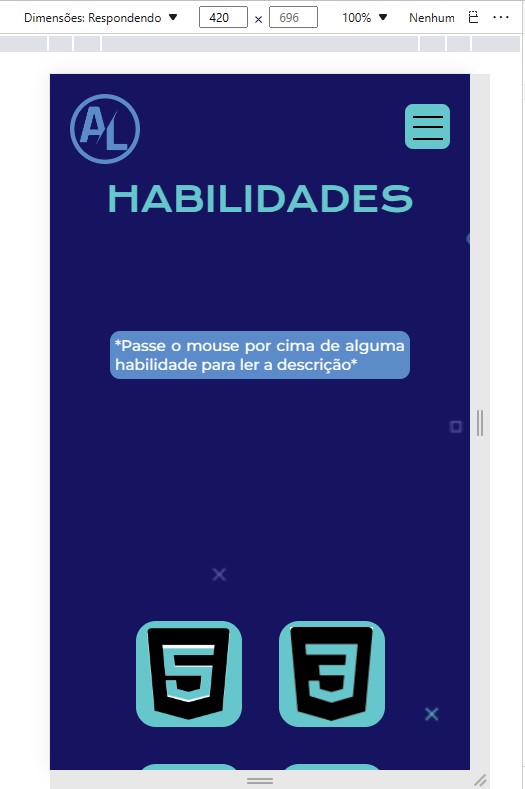 Dimensões: Respondendo 420 × 696 100% Nenhum
AL
HABILIDADES
*Passe o mouse por cima de alguma
habilidade para ler a descrição*
5 3